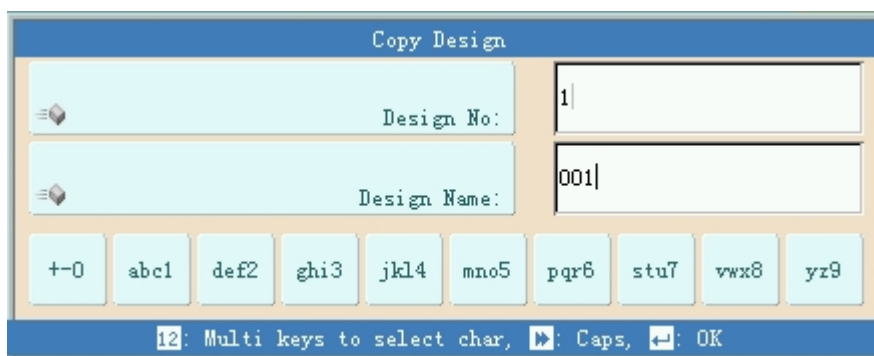 Copy Design
Design No: 1
Design Name: 001
+-0 abc1 def2 ghi3 jkl4 mno5 pqr6 stu7 vwx8 yz9
12: Multi keys to select char, : Caps, : OK